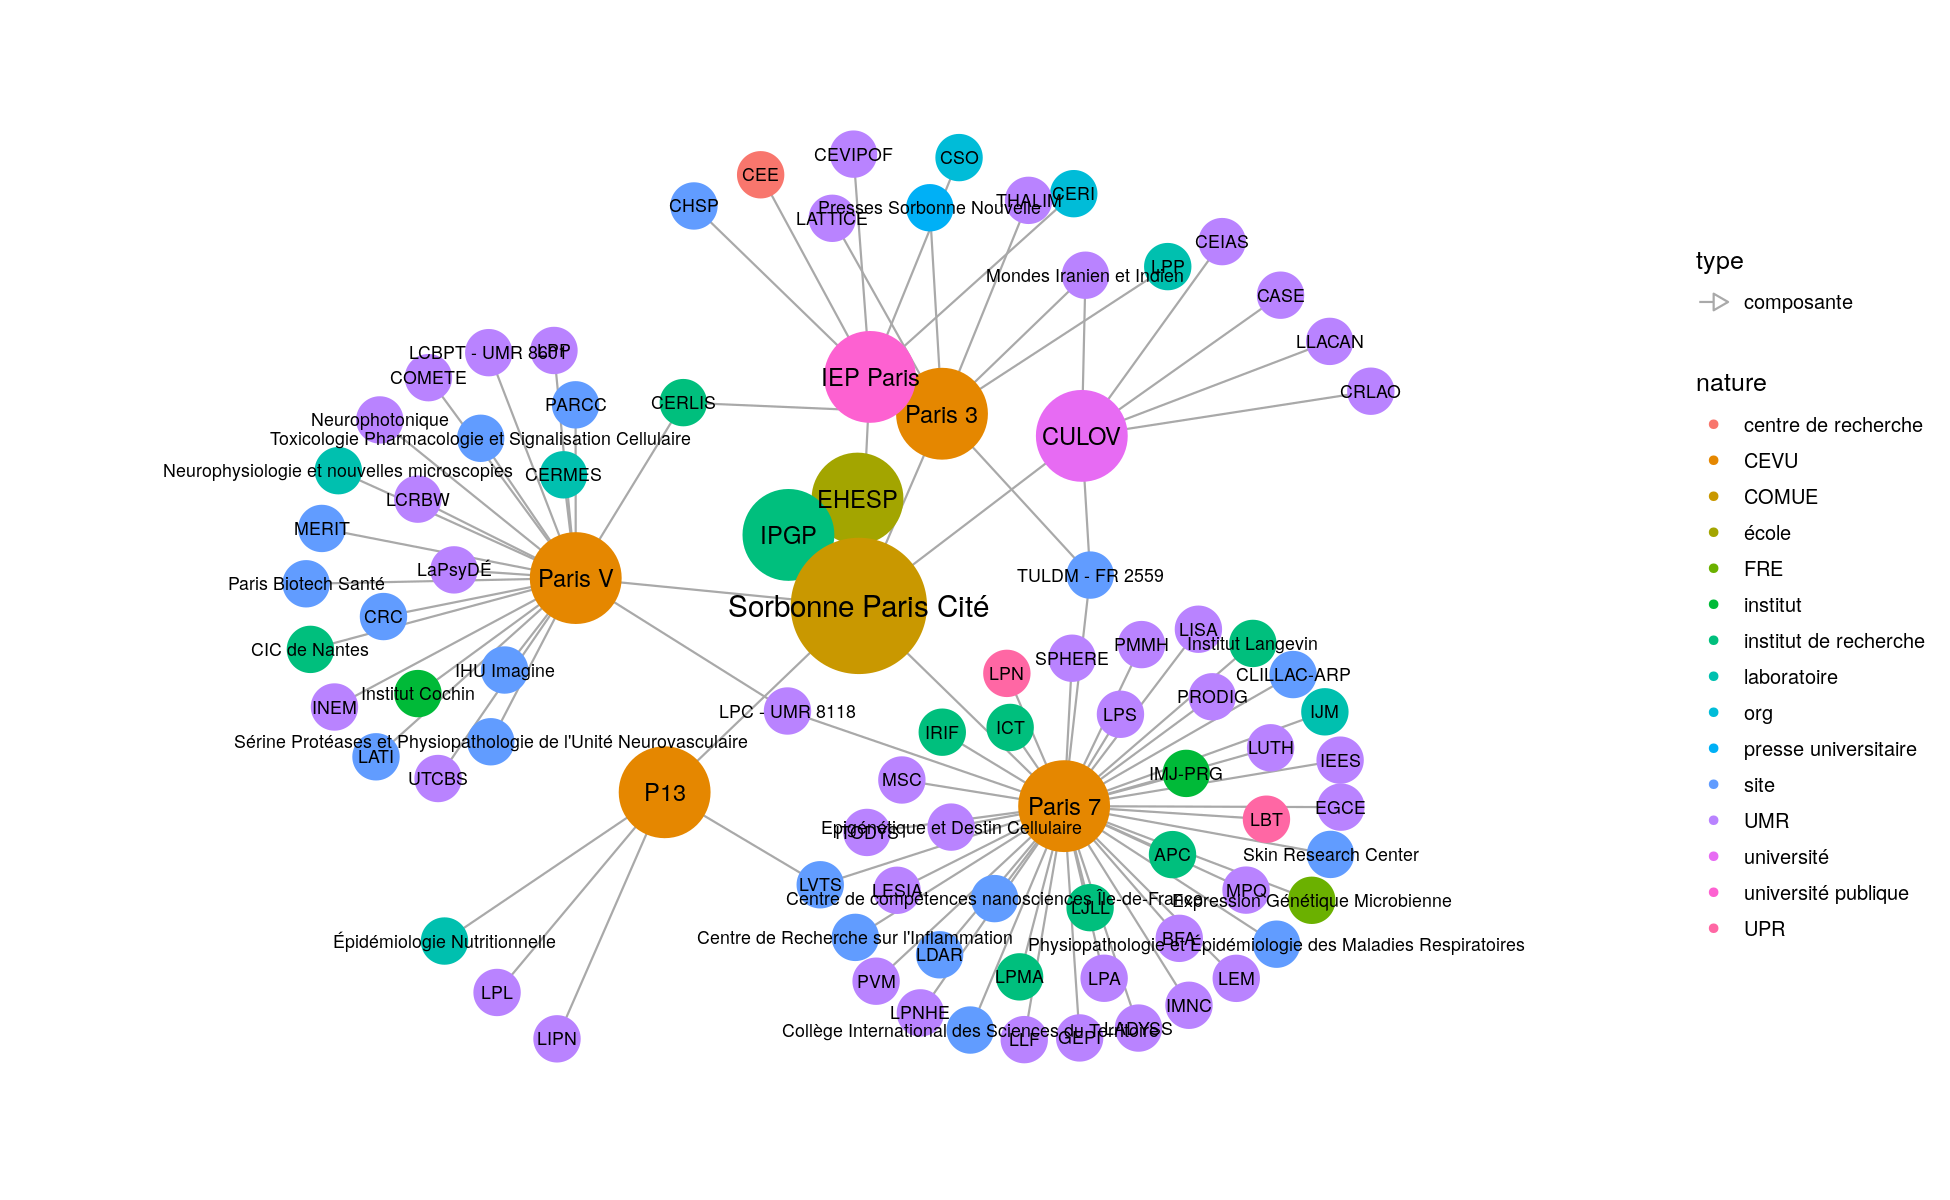 CEVIPOF
CSO
CEE
CERI
THALIM
CHSP
Presses Sorbonne Nouvelle
LATTICE
CEIAS
LPP
Mondes Iranien et Indien
CASE
LLACAN
LCBPT - UMR 8601
LPP
COMETE
IEP Paris
CRLAO
PARCC
CERLIS
Paris 3
Neurophotonique
CULOV
Toxicologie Pharmacologie et Signalisation Cellulaire
Neurophysiologie et nouvelles microscopies
CERMES
LCRBW
EHESP
MERIT
IPGP
LaPsyDÉ
Paris V
TULDM - FR 2559
Paris Biotech Santé
Sorbonne Paris Cité
CRC
LISA
PMMH
Institut Langevin
CIC de Nantes
SPHERE
IHU Imagine
LPN
CLILLAC-ARP
Institut Cochin
PRODIG
INEM
LPC - UMR 8118
LPS
IJM
ICT
IRIF
Sérine Protéases et Physiopathologie de l'Unité Neurovasculaire
LUTH
LATI
IEES
IMJ-PRG
UTCBS
MSC
P13
Paris 7
EGCE
LBT
Epigénétique et Destin Cellulaire
ITODYS
APC
Skin Research Center
LVTS
LESIA
MPQ
Centre de compétences nanosciences Île-de-France
Expression Génétique Microbienne
LJLL
Centre de Recherche sur l'Inflammation
BFA
Épidémiologie Nutritionnelle
Physiopathologie et Épidémiologie des Maladies Respiratoires
LDAR
LPMA
LPA
LEM
PVM
LPL
IMNC
LPNHE
Collège International des Sciences du Territoire
LADYSS
LIPN
LLF
GEPI
type
composante
nature
centre de recherche
CEVU
COMUE
école
FRE
institut
institut de recherche
laboratoire
org
presse universitaire
site
UMR
université
université publique
UPR